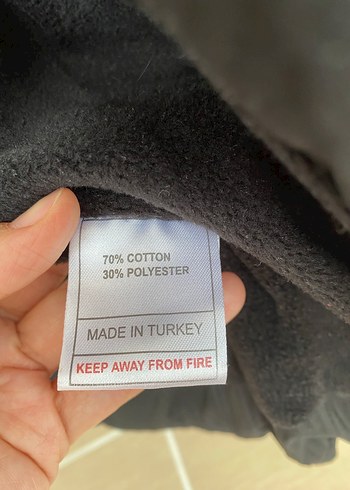 70% COTTON
30% POLYESTER
MADE IN TURKEY
KEEP AWAY FROM FIRE